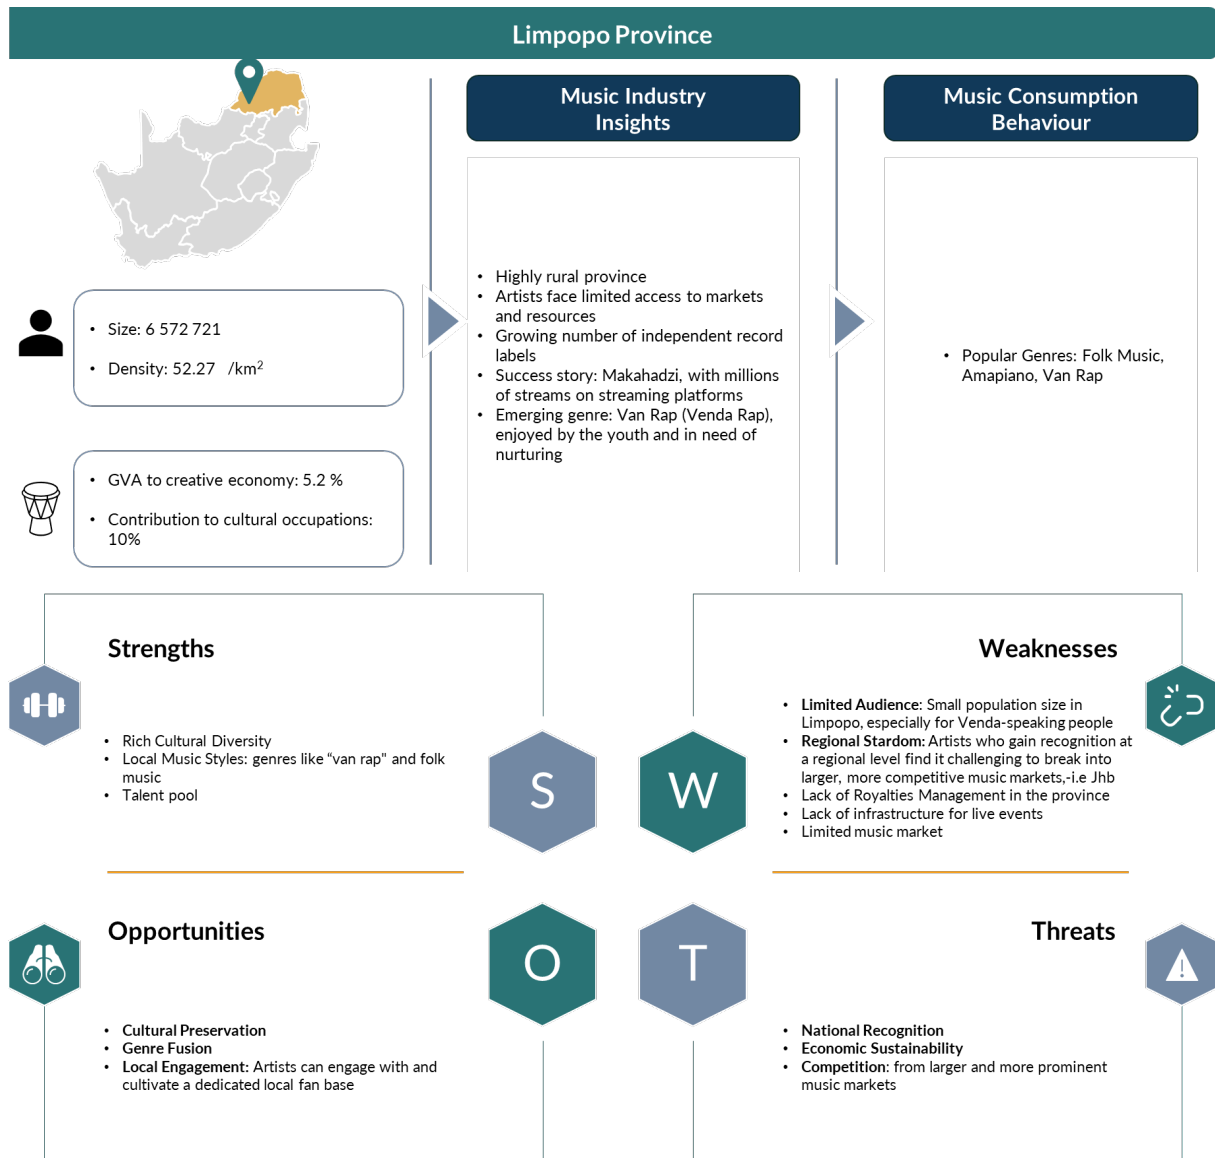 Limpopo Province
Music Industry
Insights
Music Consumption
Behaviour
• Size: 6 572 721
• Density: 52.27 /km²
• GVA to creative economy: 5.2 %
• Contribution to cultural occupations:
10%
• Highly rural province
• Artists face limited access to markets
and resources
• Growing number of independent record
labels
• Success story: Makahadzi, with millions
of streams on streaming platforms
• Emerging genre: Van Rap (Venda Rap),
enjoyed by the youth and in need of
nurturing
• Popular Genres: Folk Music,
Amapiano, Van Rap
Strengths
• Rich Cultural Diversity
• Local Music Styles: genres like “van rap" and folk
music
• Talent pool
S
W
Weaknesses
• Limited Audience: Small population size in
Limpopo, especially for Venda-speaking people
• Regional Stardom: Artists who gain recognition at
a regional level find it challenging to break into
larger, more competitive music markets,-i.e Jhb
• Lack of Royalties Management in the province
• Lack of infrastructure for live events
• Limited music market
Opportunities
• Cultural Preservation
• Genre Fusion
• Local Engagement: Artists can engage with and
cultivate a dedicated local fan base
O
T
Threats
• National Recognition
• Economic Sustainability
• Competition: from larger and more prominent
music markets